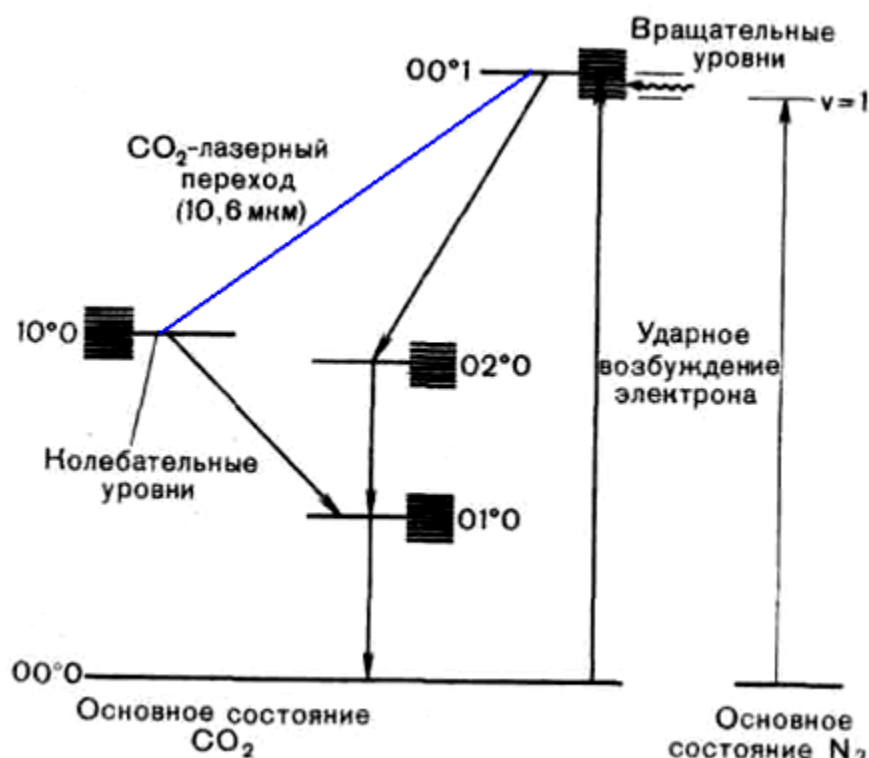 Вращательные
уровни
00°1
v=1
CO₂-лазерный
переход
(10,6 мкм)
10°0
02°0
Ударное
возбуждение
электрона
Колебательные
уровни
01°0
00°0
Основное состояние
CO₂
Основное
состояние N₂